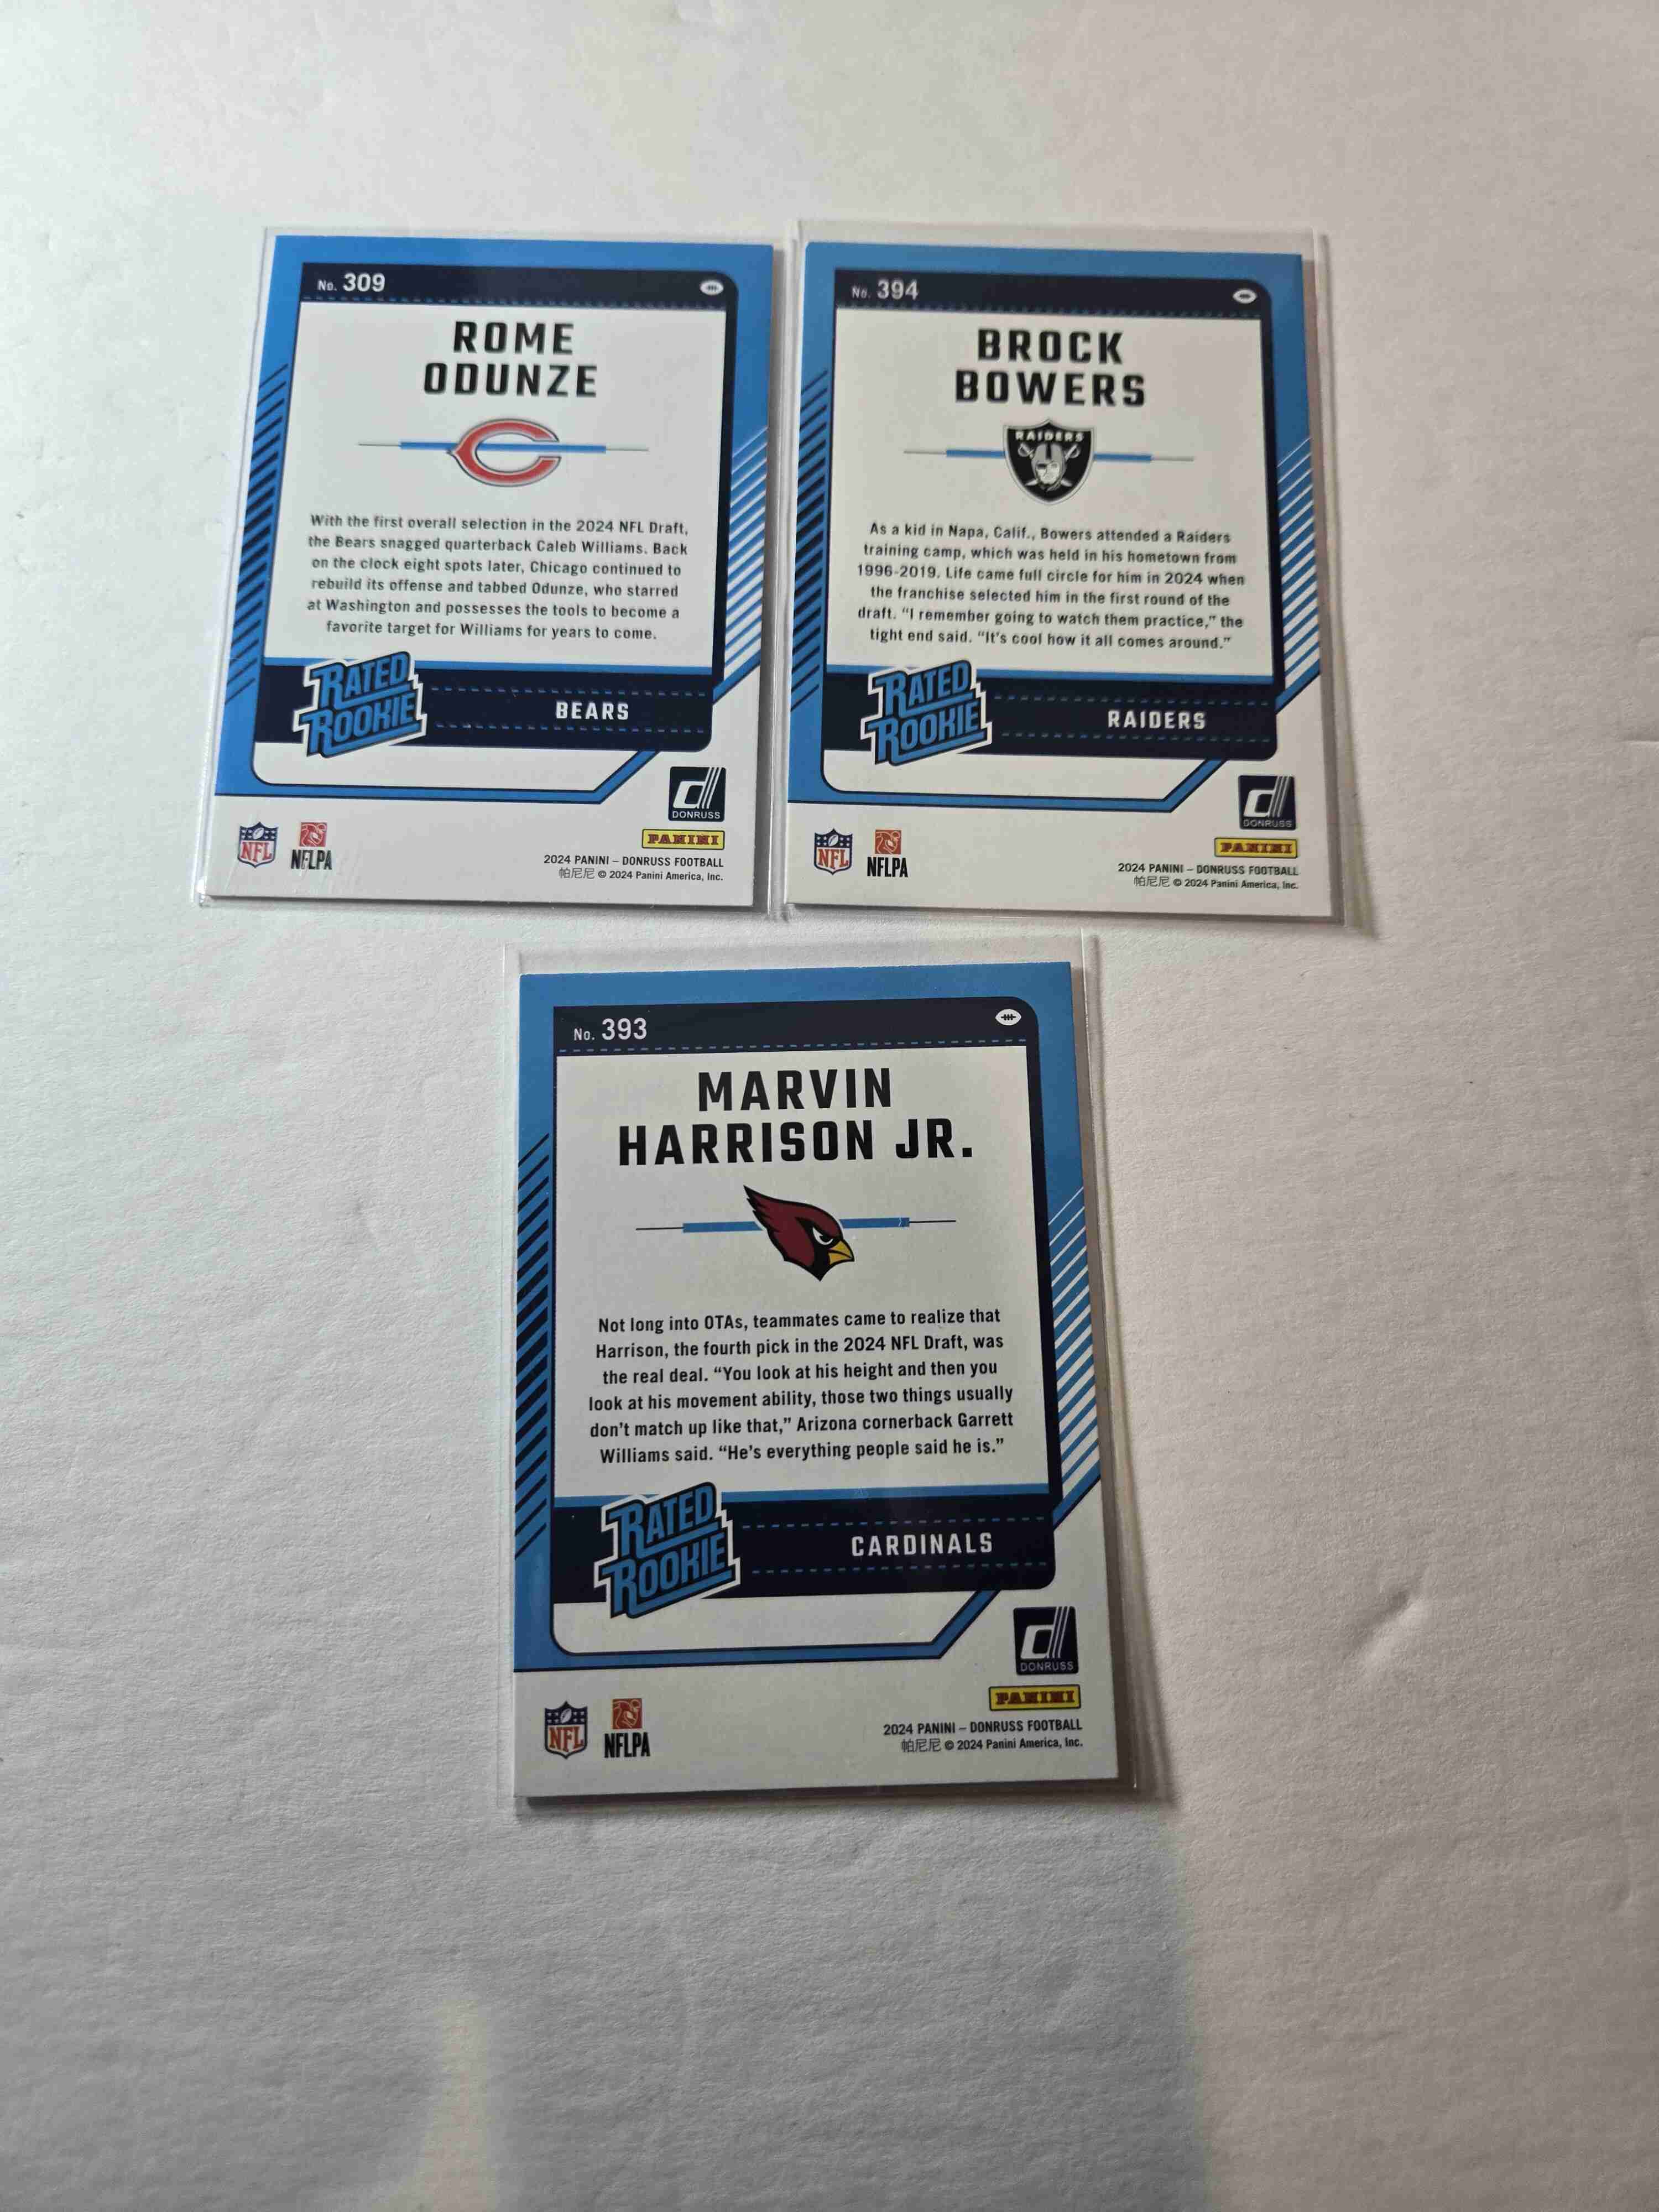 No. 309
ROME
ODUNZE
With the first overall selection in the 2024 NFL Draft,
the Bears snagged quarterback Caleb Williams. Back
on the clock eight spots later, Chicago continued to
rebuild its offense and tabbed Odunze, who starred
at Washington and possesses the tools to become a
favorite target for Williams for years to come.
RATED
ROOKIE
BEARS
DONRUSS
PANINI
NFL
NFLPA
2024 PANINI – DONRUSS FOOTBALL
帕尼尼 © 2024 Panini America, Inc.
No. 394
BROCK
BOWERS
RAIDERS
As a kid in Napa, Calif., Bowers attended a Raiders
training camp, which was held in his hometown from
1996-2019. Life came full circle for him in 2024 when
the franchise selected him in the first round of the
draft. “I remember going to watch them practice,” the
tight end said. “It’s cool how it all comes around.”
RATED
ROOKIE
RAIDERS
DONRUSS
PANINI
NFL
NFLPA
2024 PANINI – DONRUSS FOOTBALL
帕尼尼 © 2024 Panini America, Inc.
No. 393
MARVIN
HARRISON JR.
Not long into OTAs, teammates came to realize that
Harrison, the fourth pick in the 2024 NFL Draft, was
the real deal. “You look at his height and then you
look at his movement ability, those two things usually
don’t match up like that,” Arizona cornerback Garrett
Williams said. “He’s everything people said he is.”
RATED
ROOKIE
CARDINALS
DONRUSS
PANINI
NFL
NFLPA
2024 PANINI – DONRUSS FOOTBALL
帕尼尼 © 2024 Panini America, Inc.